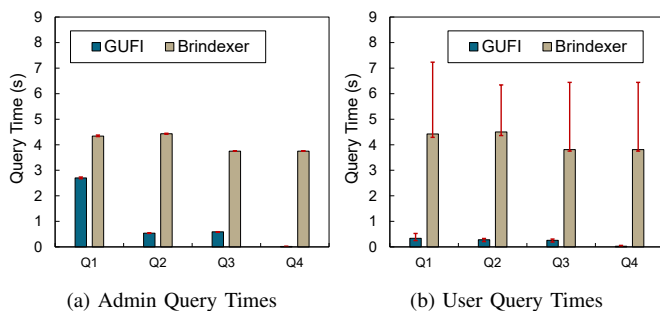 9
8
7
6
5
4
3
2
1
0
Query Time (s)
GUFI Brindexer
Q1 Q2 Q3 Q4
(a) Admin Query Times
9
8
7
6
5
4
3
2
1
0
Query Time (s)
GUFI Brindexer
Q1 Q2 Q3 Q4
(b) User Query Times